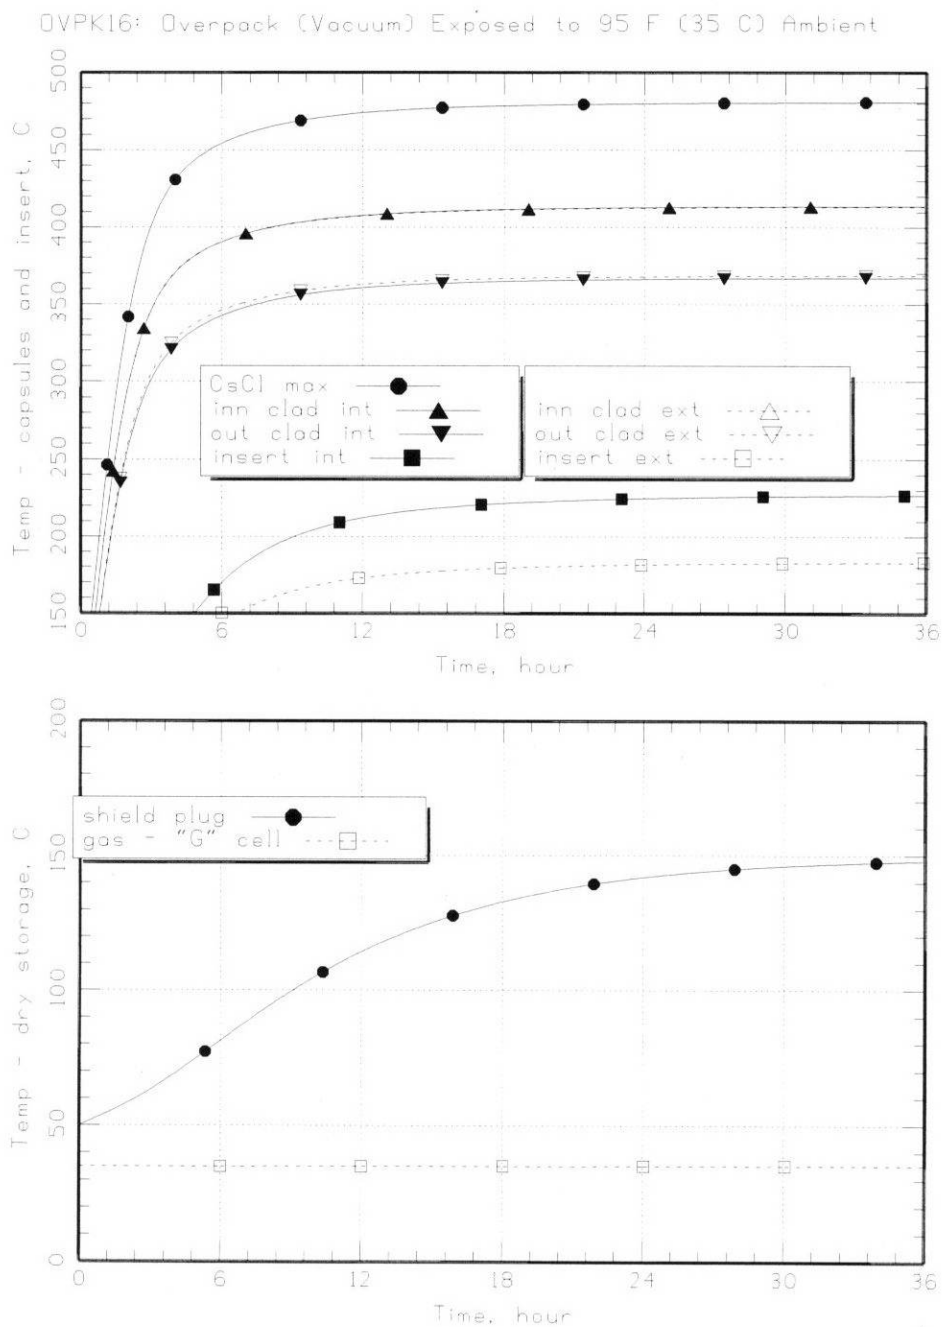 OVPK16: Overpack (Vacuum) Exposed to 95 F (35 C) Ambient
Temp - capsules and insert, C
500
450
400
350
300
250
200
150
CsCl max
inn clad int
out clad int
insert int
inn clad ext
out clad ext
insert ext
0 6 12 18 24 30 36
Time, hour
Temp - dry storage, C
200
150
100
50
0
shield plug
gas - "G" cell
0 6 12 18 24 30 36
Time, hour